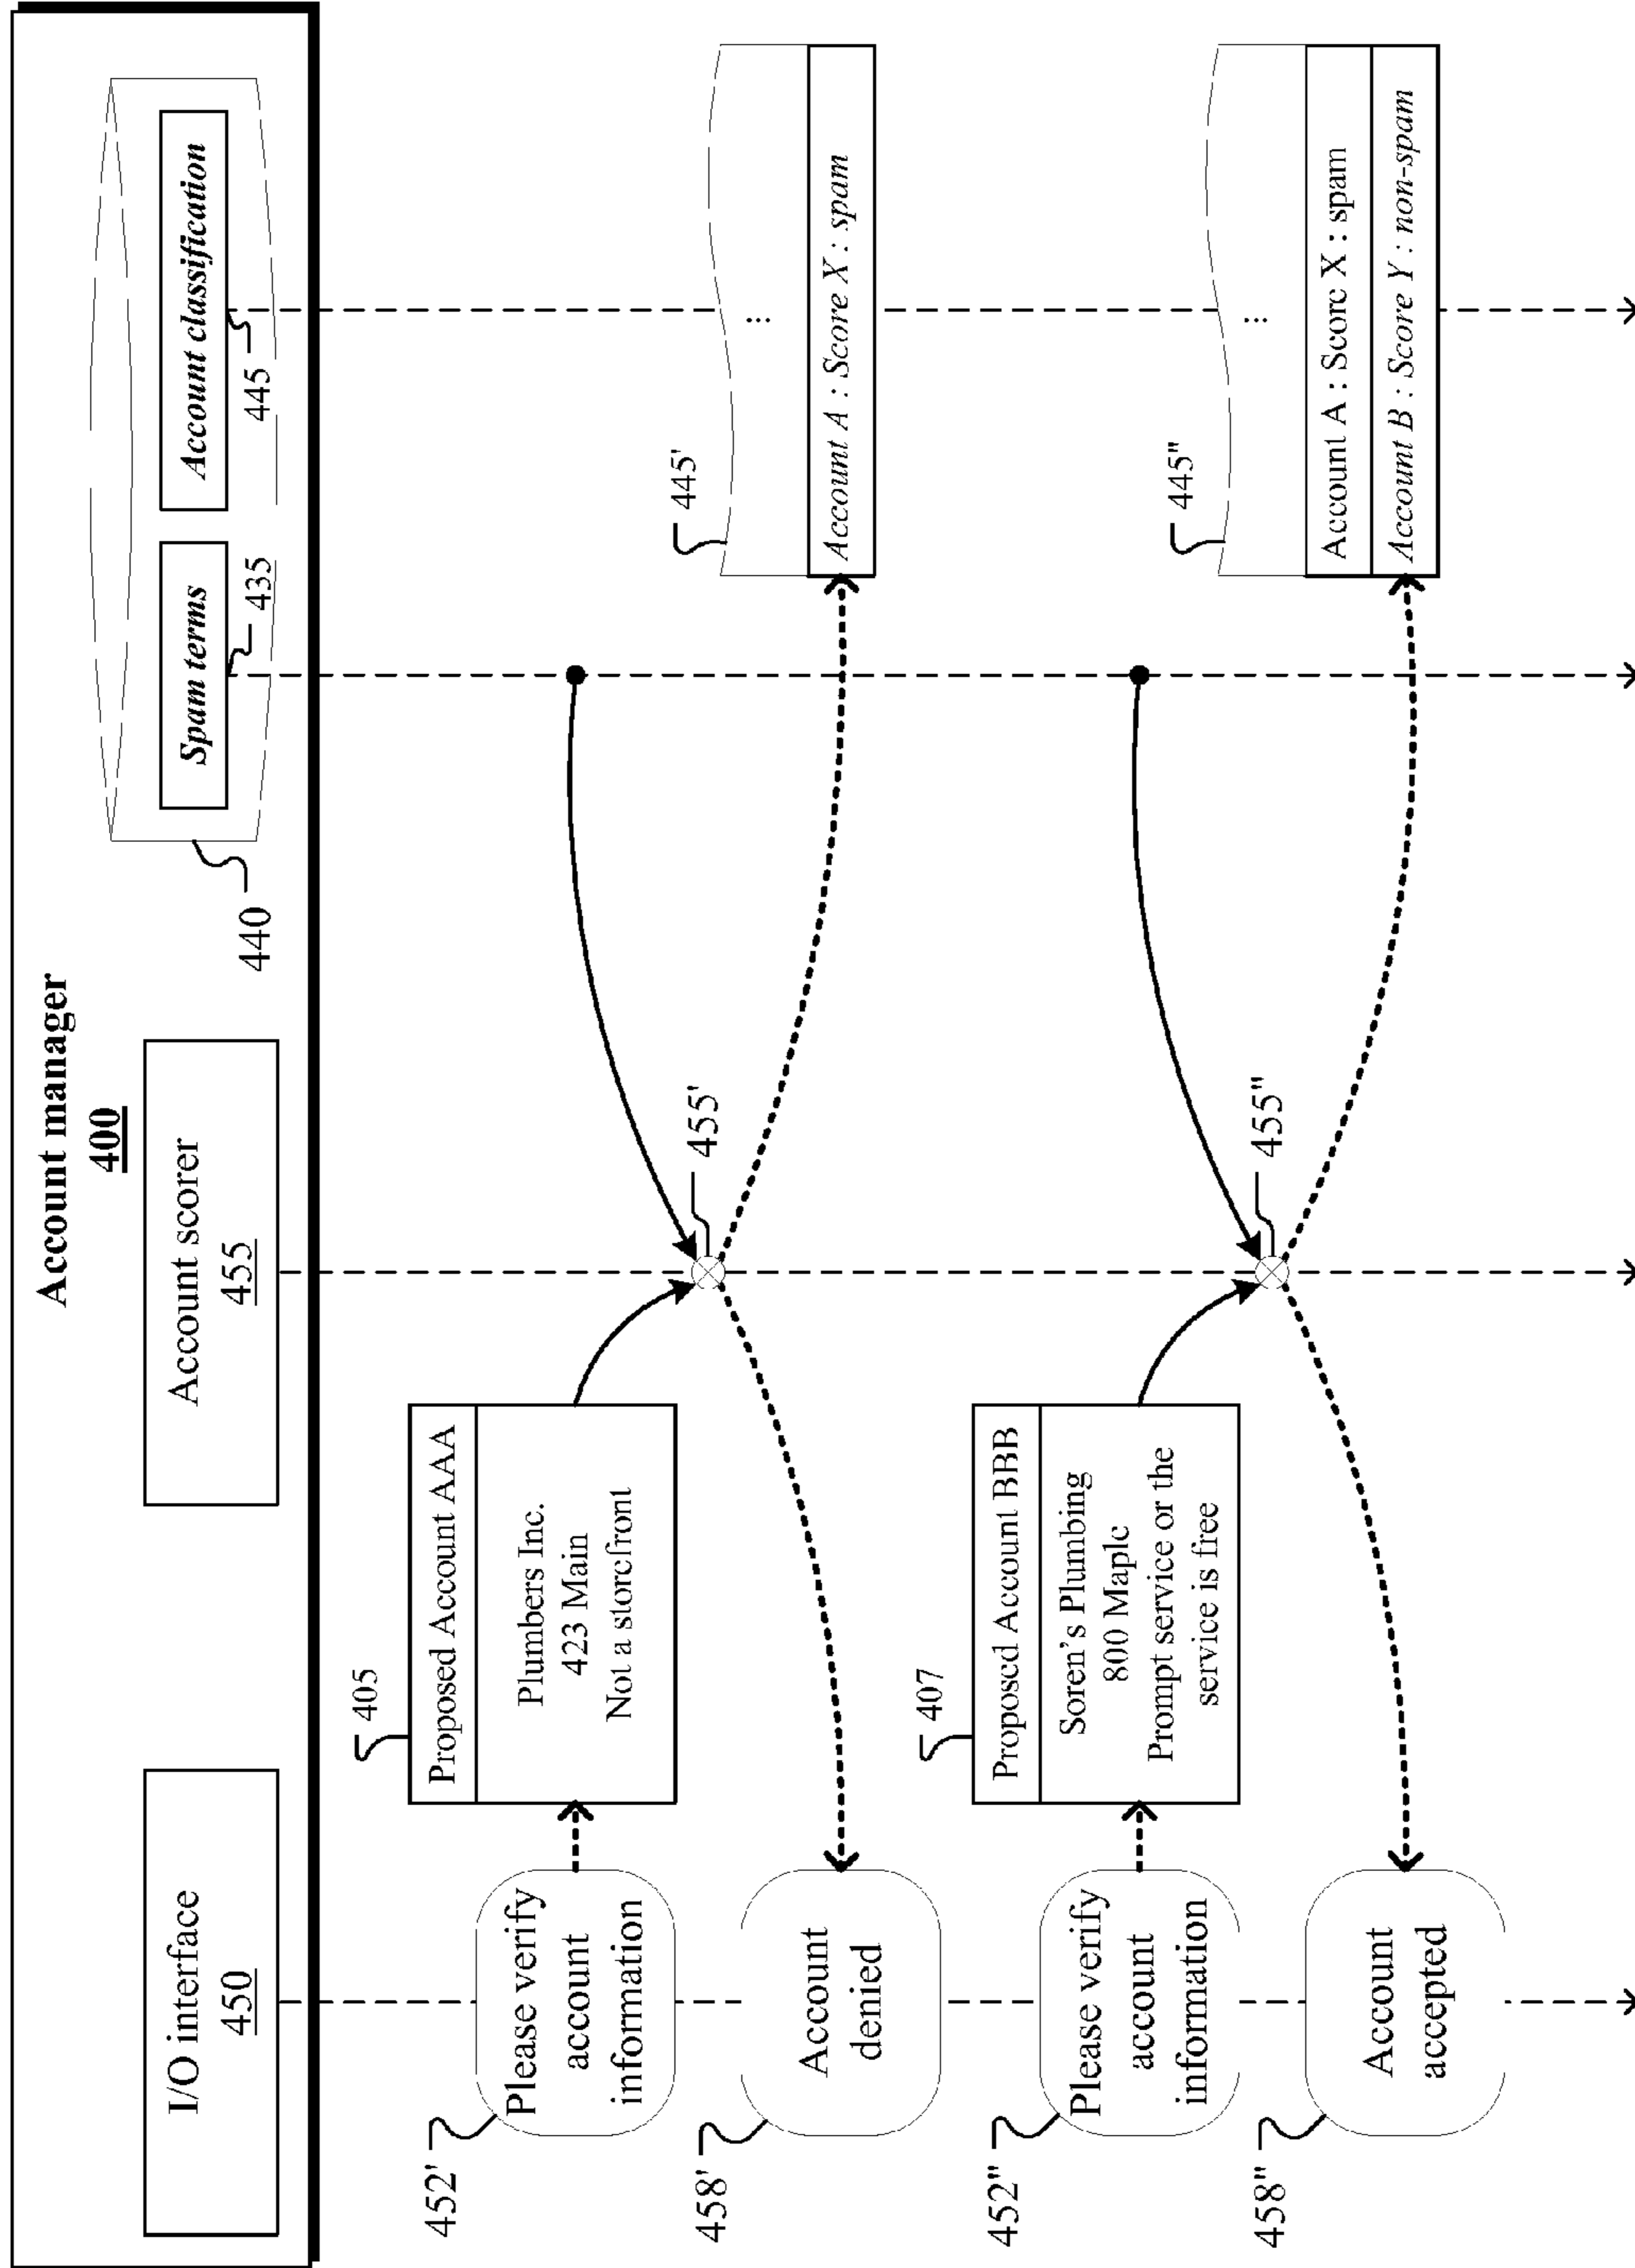 Account manager
400
I/O interface
450
Account scorer
455
Spam terms
Account classification
435
445
440
452'
Please verify
account
information
405
Proposed Account AAA
Plumbers Inc.
423 Main
Not a storefront
455'
445'
...
Account A : Score X : spam
458'
Account
denied
452"
Please verify
account
information
407
Proposed Account BBB
Soren's Plumbing
800 Maple
Prompt service or the
service is free
455"
445"
...
Account A : Score X : spam
Account B : Score Y : non-spam
458"
Account
accepted